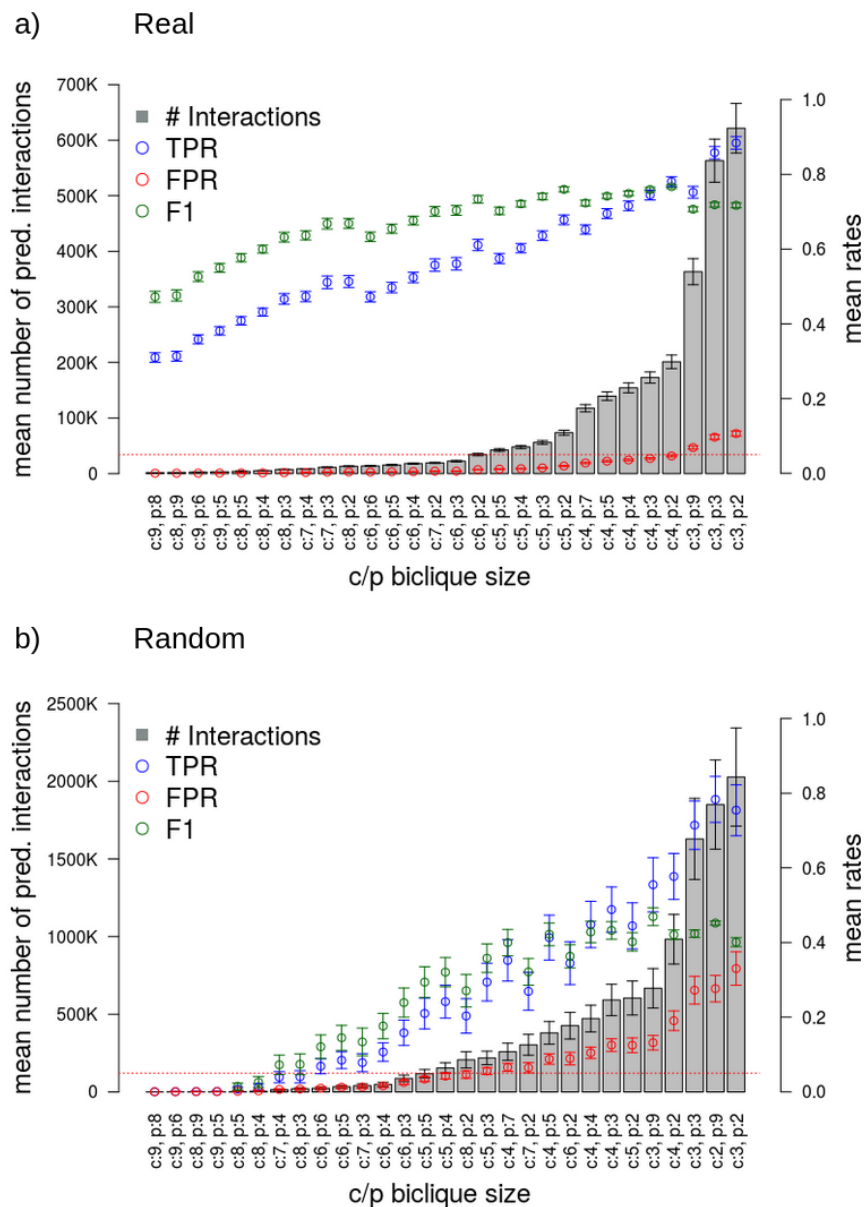 a) Real
700K
600K
500K
400K
300K
200K
100K
0
mean number of pred. interactions
# Interactions
TPR
FPR
F1
1.0
0.8
0.6
0.4
0.2
0.0
mean rates
c:9, p:8
c:8, p:9
c:9, p:6
c:9, p:5
c:8, p:5
c:8, p:4
c:8, p:3
c:7, p:4
c:7, p:3
c:8, p:2
c:6, p:6
c:6, p:5
c:6, p:4
c:7, p:2
c:6, p:3
c:6, p:2
c:5, p:5
c:5, p:4
c:5, p:3
c:5, p:2
c:4, p:7
c:4, p:5
c:4, p:4
c:4, p:3
c:4, p:2
c:3, p:9
c:3, p:3
c:3, p:2
c/p biclique size
b) Random
2500K
2000K
1500K
1000K
500K
0
mean number of pred. interactions
# Interactions
TPR
FPR
F1
1.0
0.8
0.6
0.4
0.2
0.0
mean rates
c:9, p:8
c:9, p:6
c:8, p:9
c:9, p:5
c:8, p:5
c:8, p:4
c:7, p:4
c:8, p:3
c:6, p:6
c:6, p:5
c:7, p:3
c:6, p:4
c:6, p:3
c:5, p:5
c:5, p:4
c:8, p:2
c:5, p:3
c:4, p:7
c:7, p:2
c:4, p:5
c:6, p:2
c:4, p:4
c:4, p:3
c:5, p:2
c:3, p:9
c:4, p:2
c:3, p:3
c:2, p:9
c:3, p:2
c/p biclique size